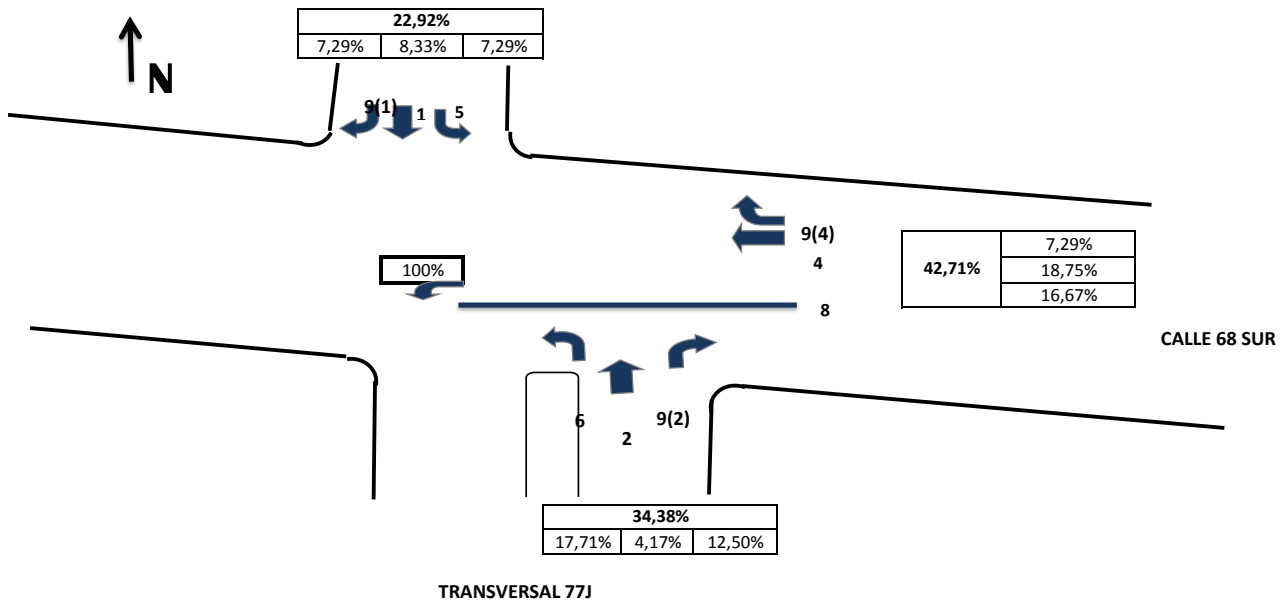 22,92%
7,29% 8,33% 7,29%
N
9(1) 1 5
9(4)
4
8
42,71%
7,29%
18,75%
16,67%
100%
CALLE 68 SUR
6 2 9(2)
34,38%
17,71% 4,17% 12,50%
TRANSVERSAL 77J